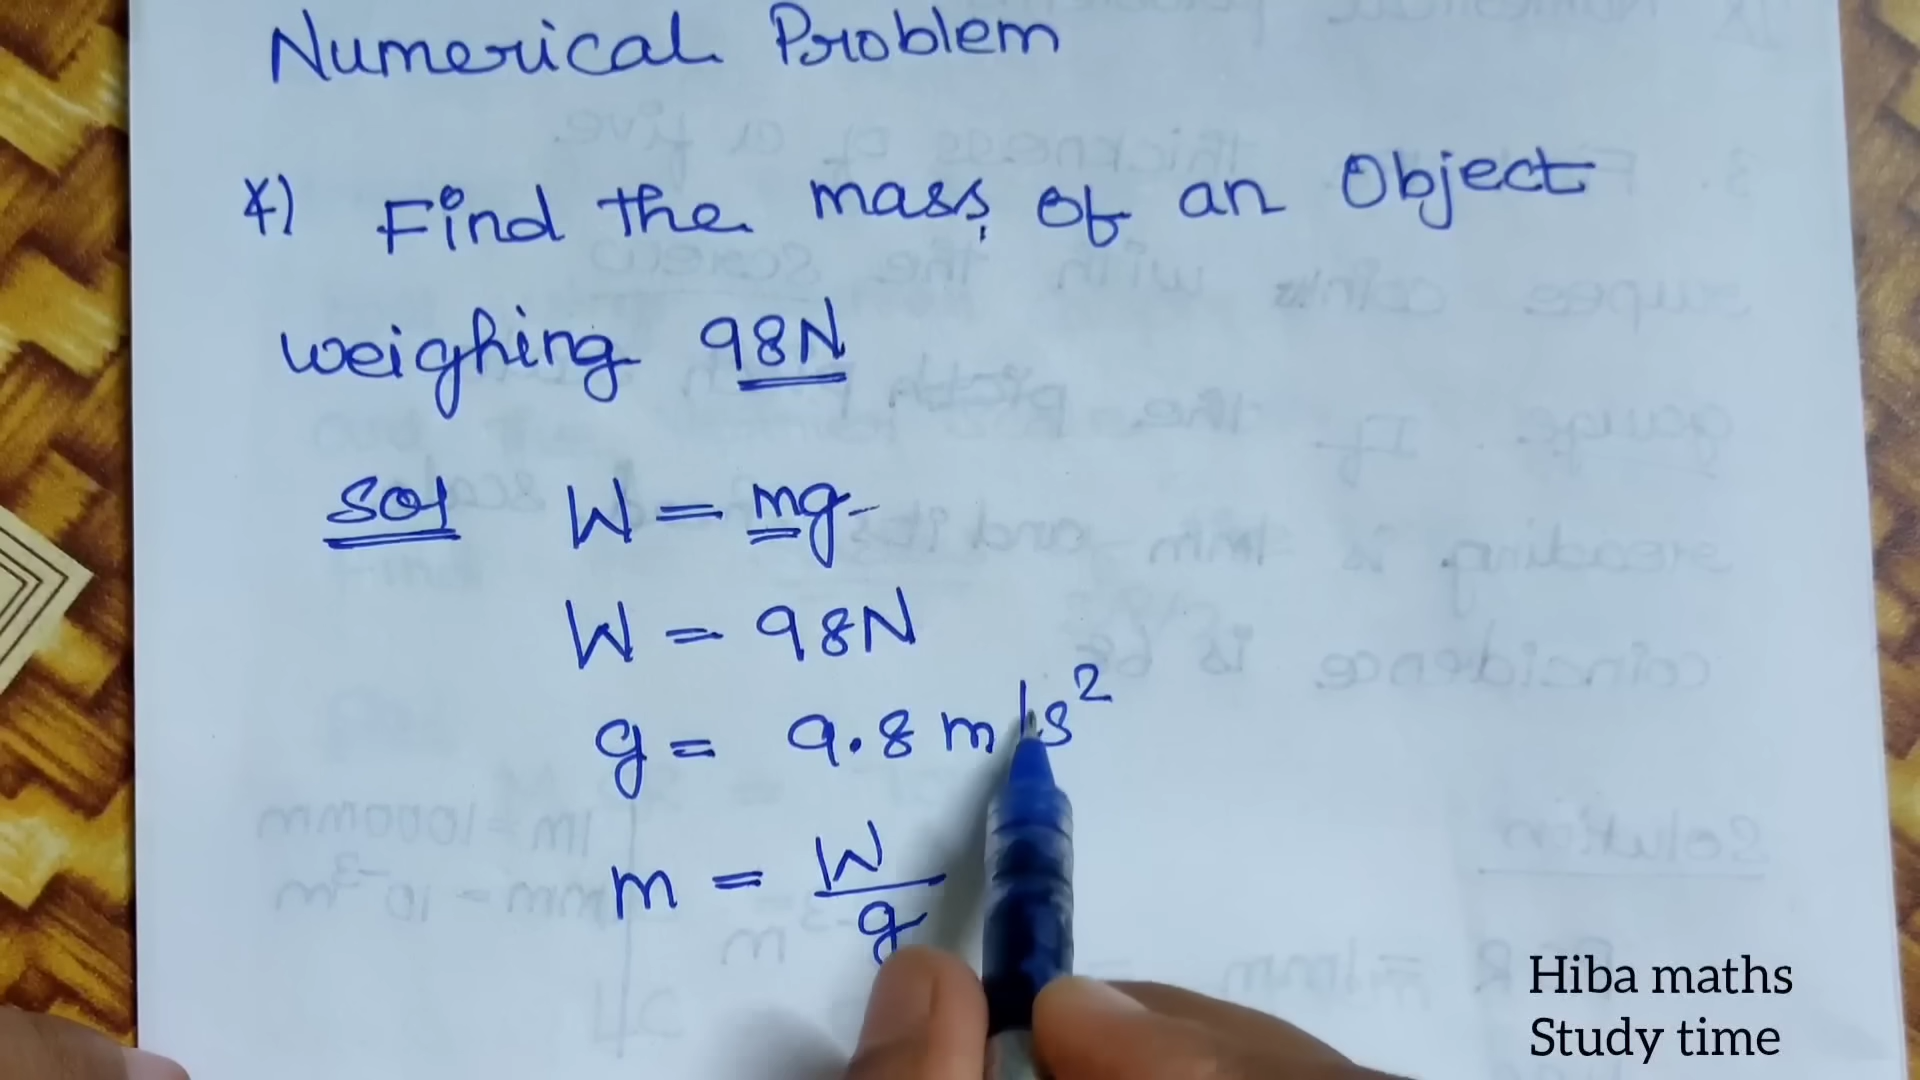 Numerical Problem
*) Find the mass of an Object
weighing 98N
Sol W = mg
W = 98N
g = 9.8 m/s²
m = W/g
Hiba maths
Study time